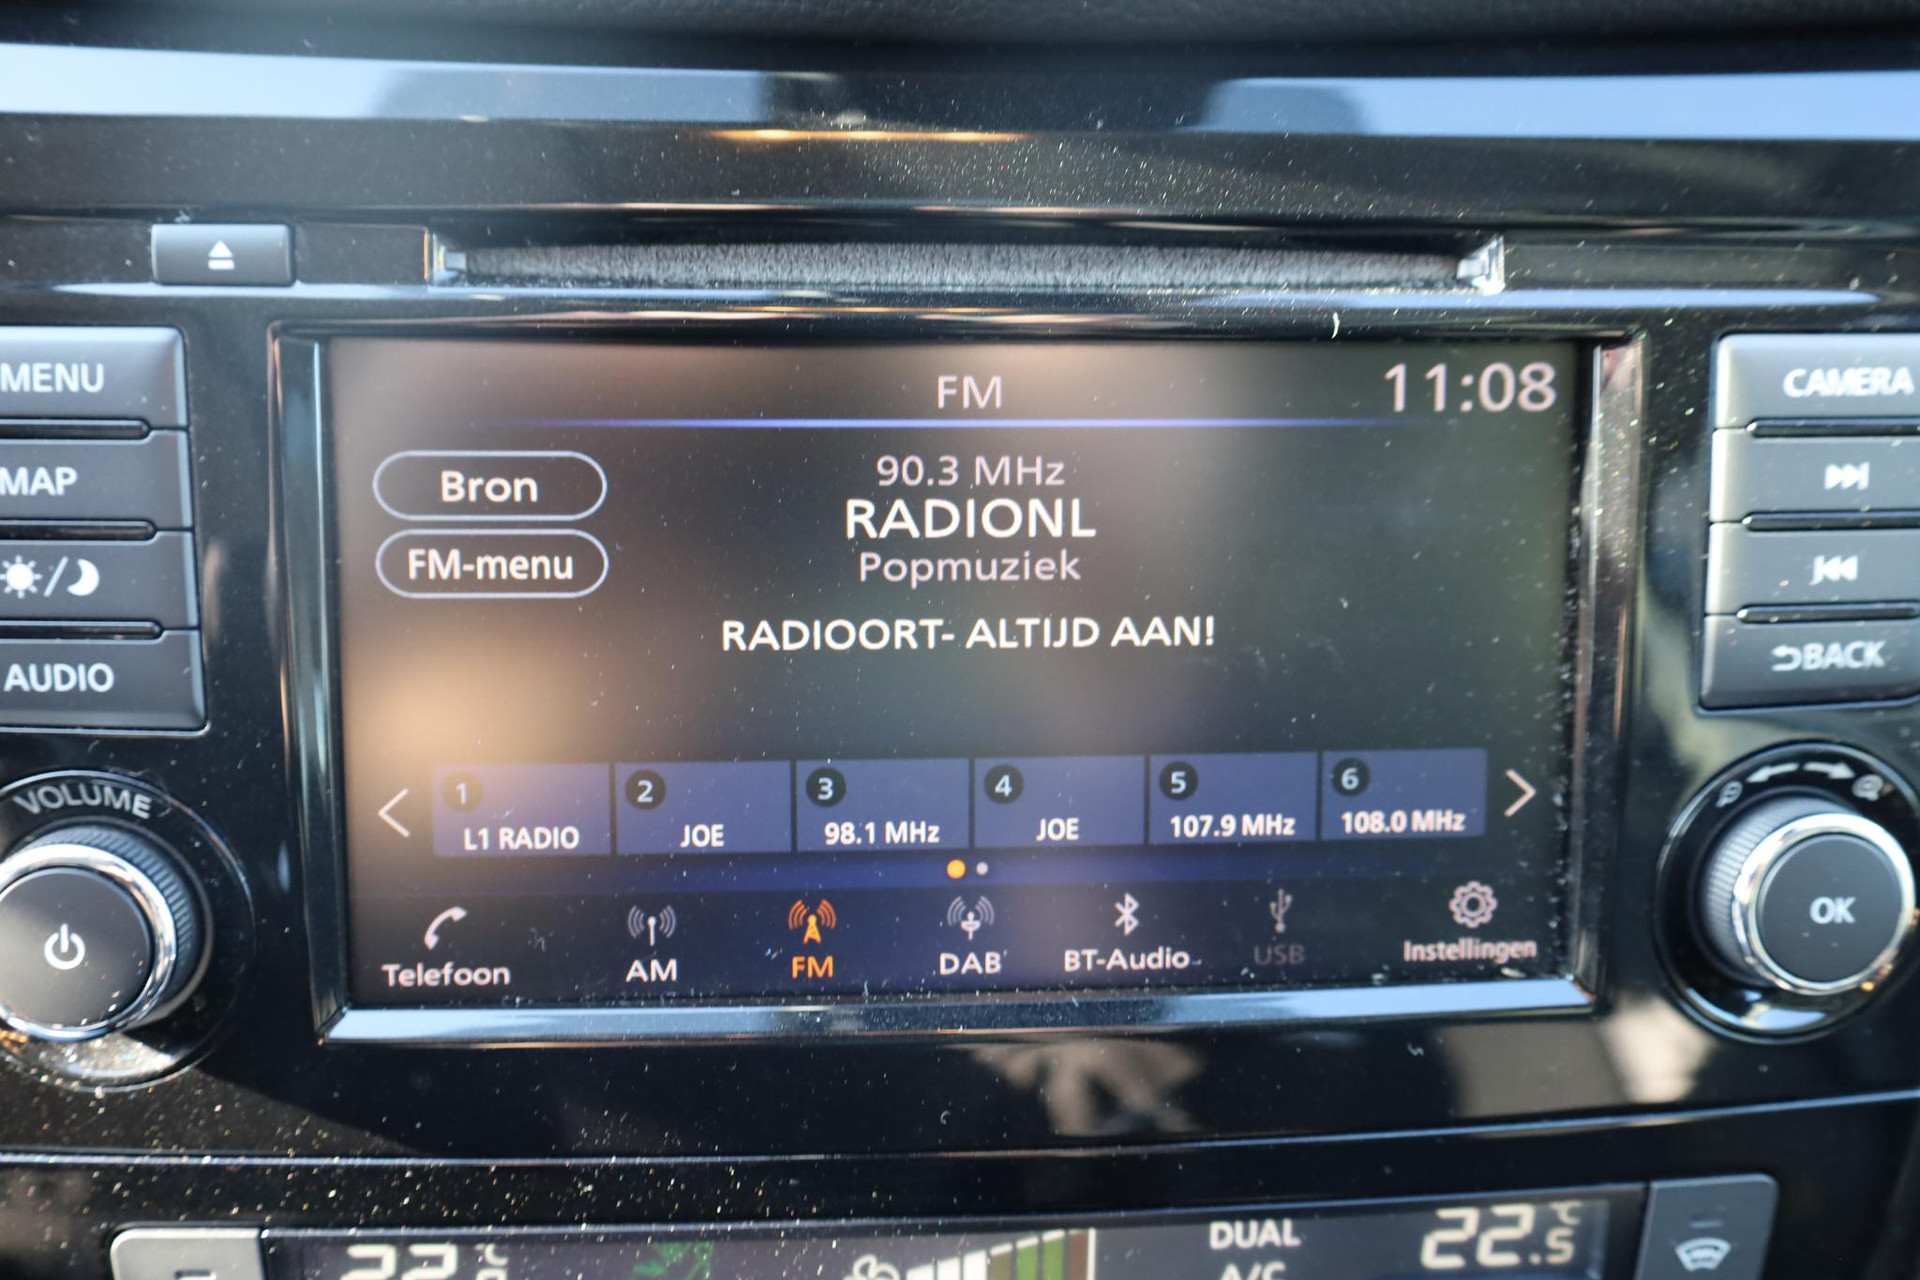 MENU
MAP
AUDIO
VOLUME
FM
11:08
Bron
FM-menu
90.3 MHz
RADIONL
Popmuziek
RADIOORT- ALTIJD AAN!
1
L1 RADIO
2
JOE
3
98.1 MHz
4
JOE
5
107.9 MHz
6
108.0 MHz
Telefoon
AM
FM
DAB
BT-Audio
USB
Instellingen
CAMERA
BACK
OK
DUAL
A/C
22.5 °C